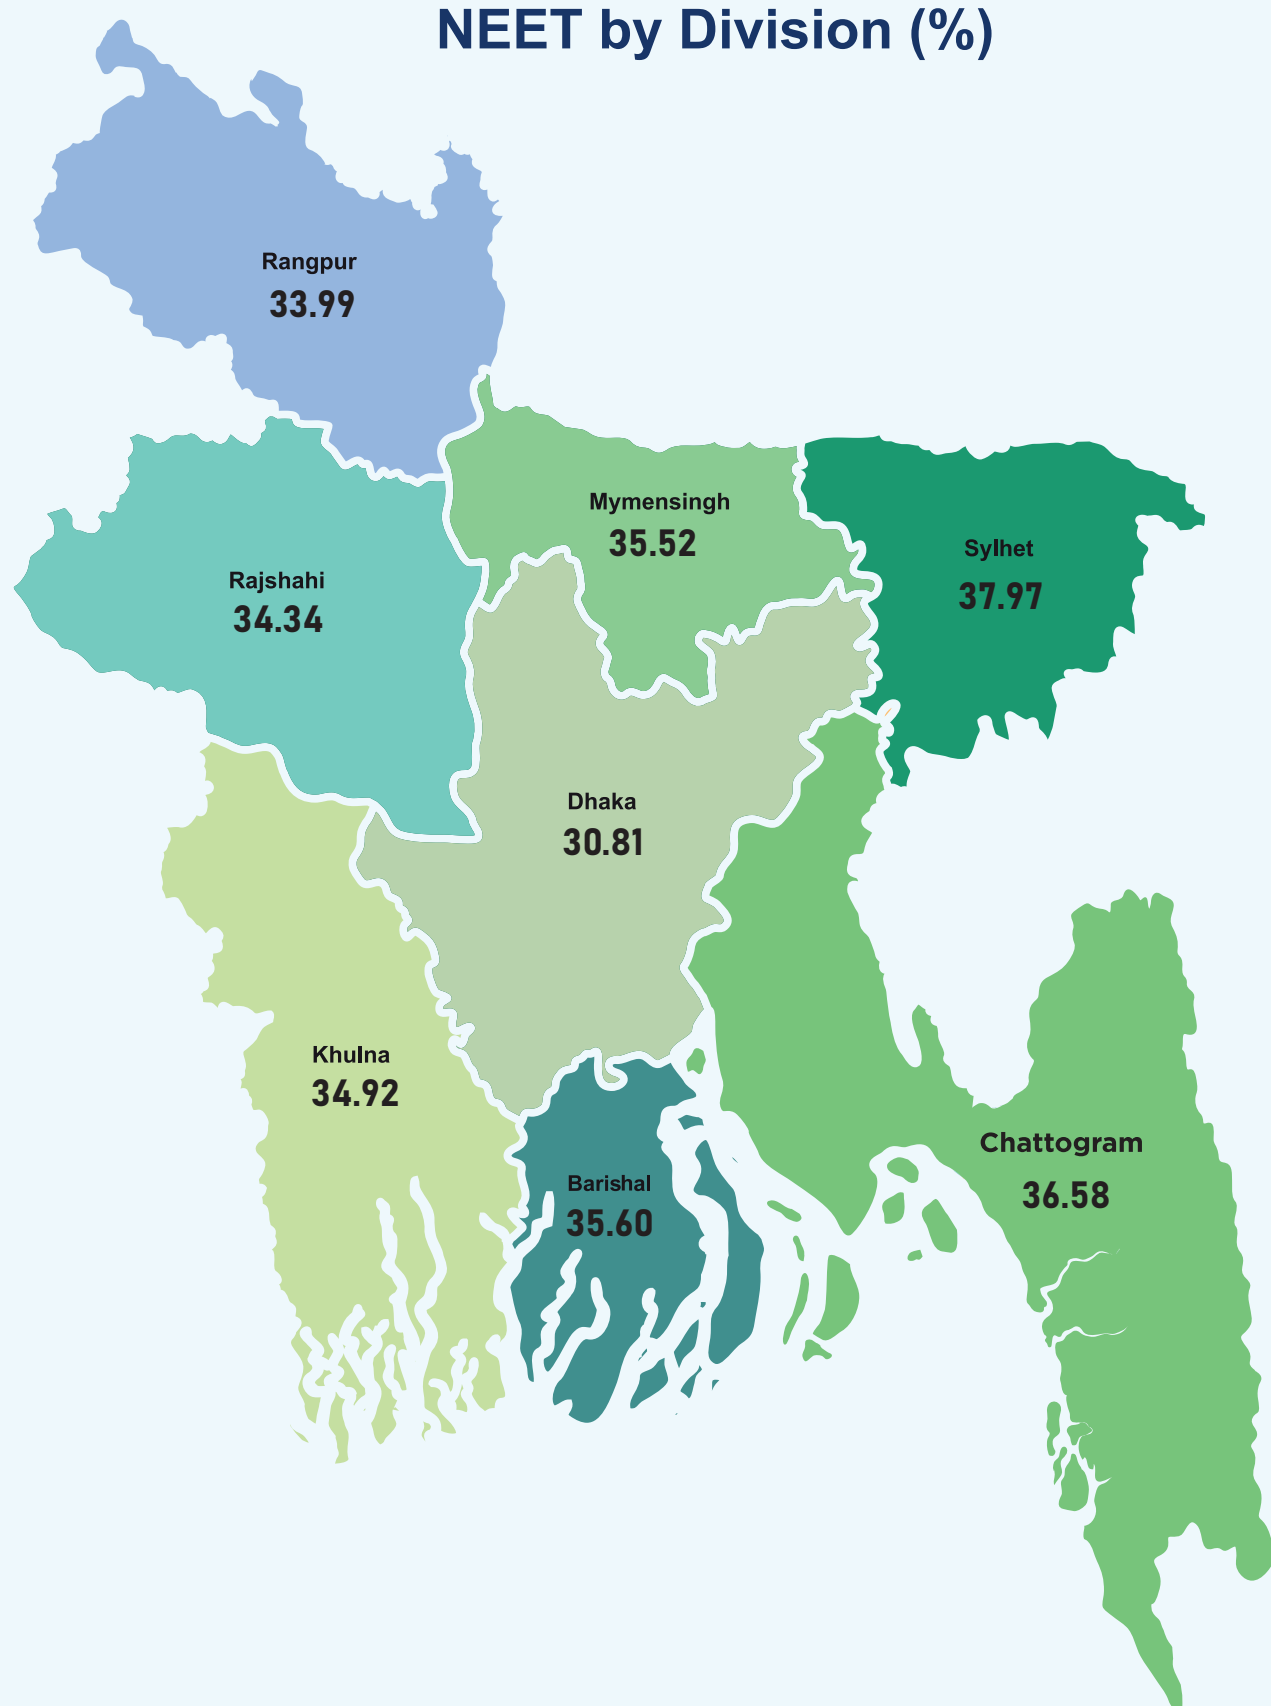 NEET by Division (%)
Rangpur
33.99
Mymensingh
35.52
Sylhet
37.97
Rajshahi
34.34
Dhaka
30.81
Khulna
34.92
Chattogram
36.58
Barishal
35.60